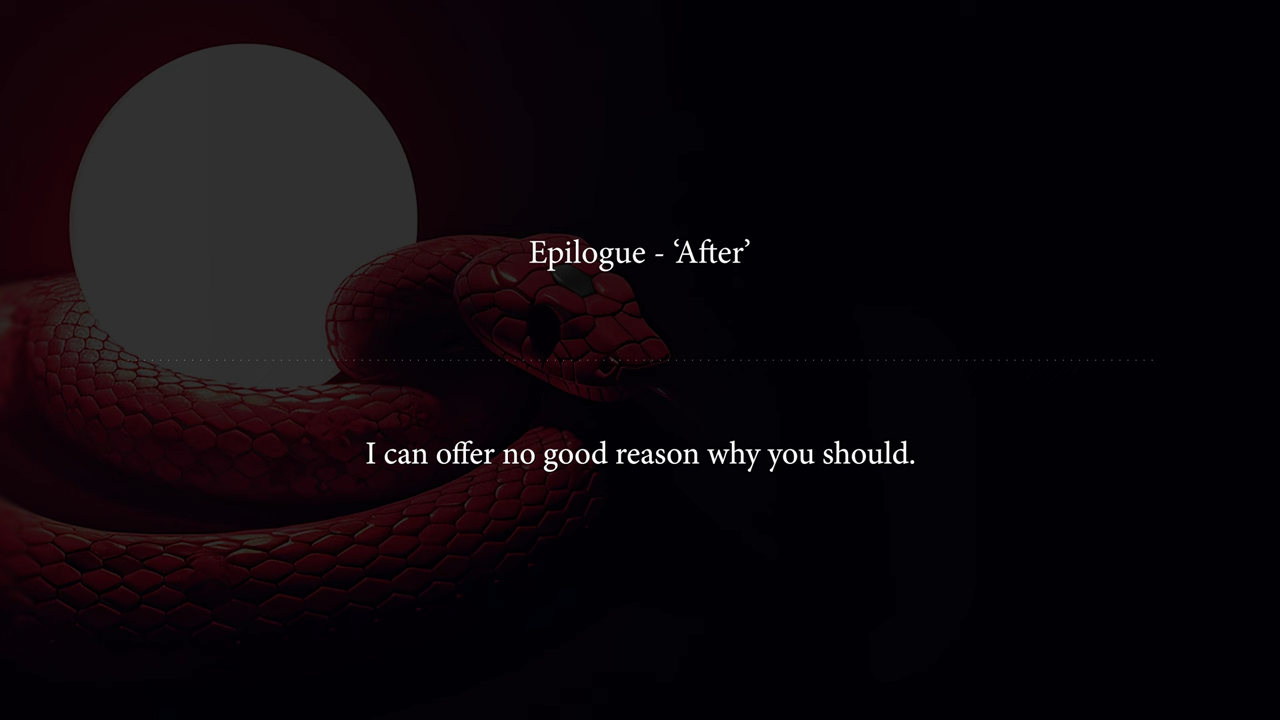 Epilogue - ‘After’
I can offer no good reason why you should.